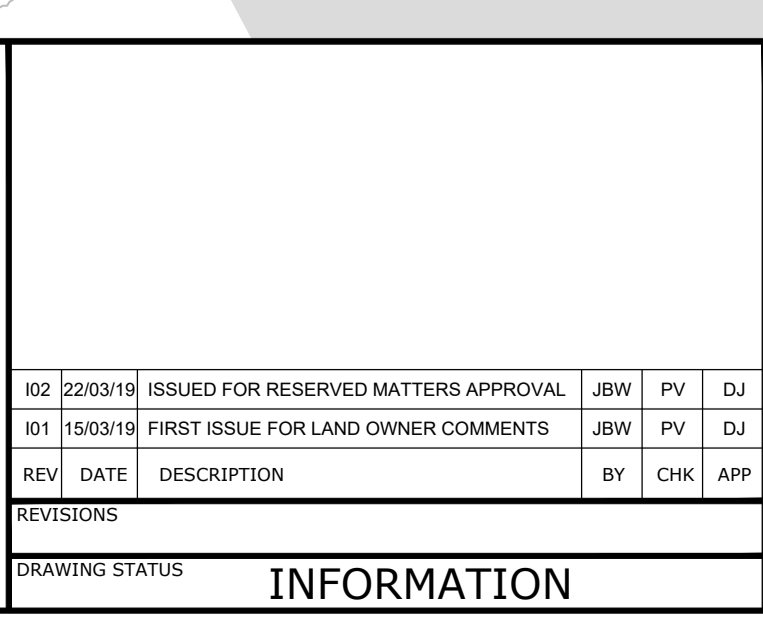 I02 22/03/19 ISSUED FOR RESERVED MATTERS APPROVAL JBW PV DJ
I01 15/03/19 FIRST ISSUE FOR LAND OWNER COMMENTS JBW PV DJ
REV DATE DESCRIPTION BY CHK APP
REVISIONS
DRAWING STATUS INFORMATION